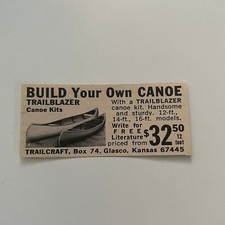 BUILD Your Own CANOE
TRAILBLAZER
Canoe Kits
With a TRAILBLAZER
canoe kit. Handsome
and sturdy. 12-ft.,
14-ft., 16-ft. models.
Write for
FREE
Literature
priced from
$32.50
12
foot
TRAILCRAFT, Box 74, Glasco, Kansas 67445